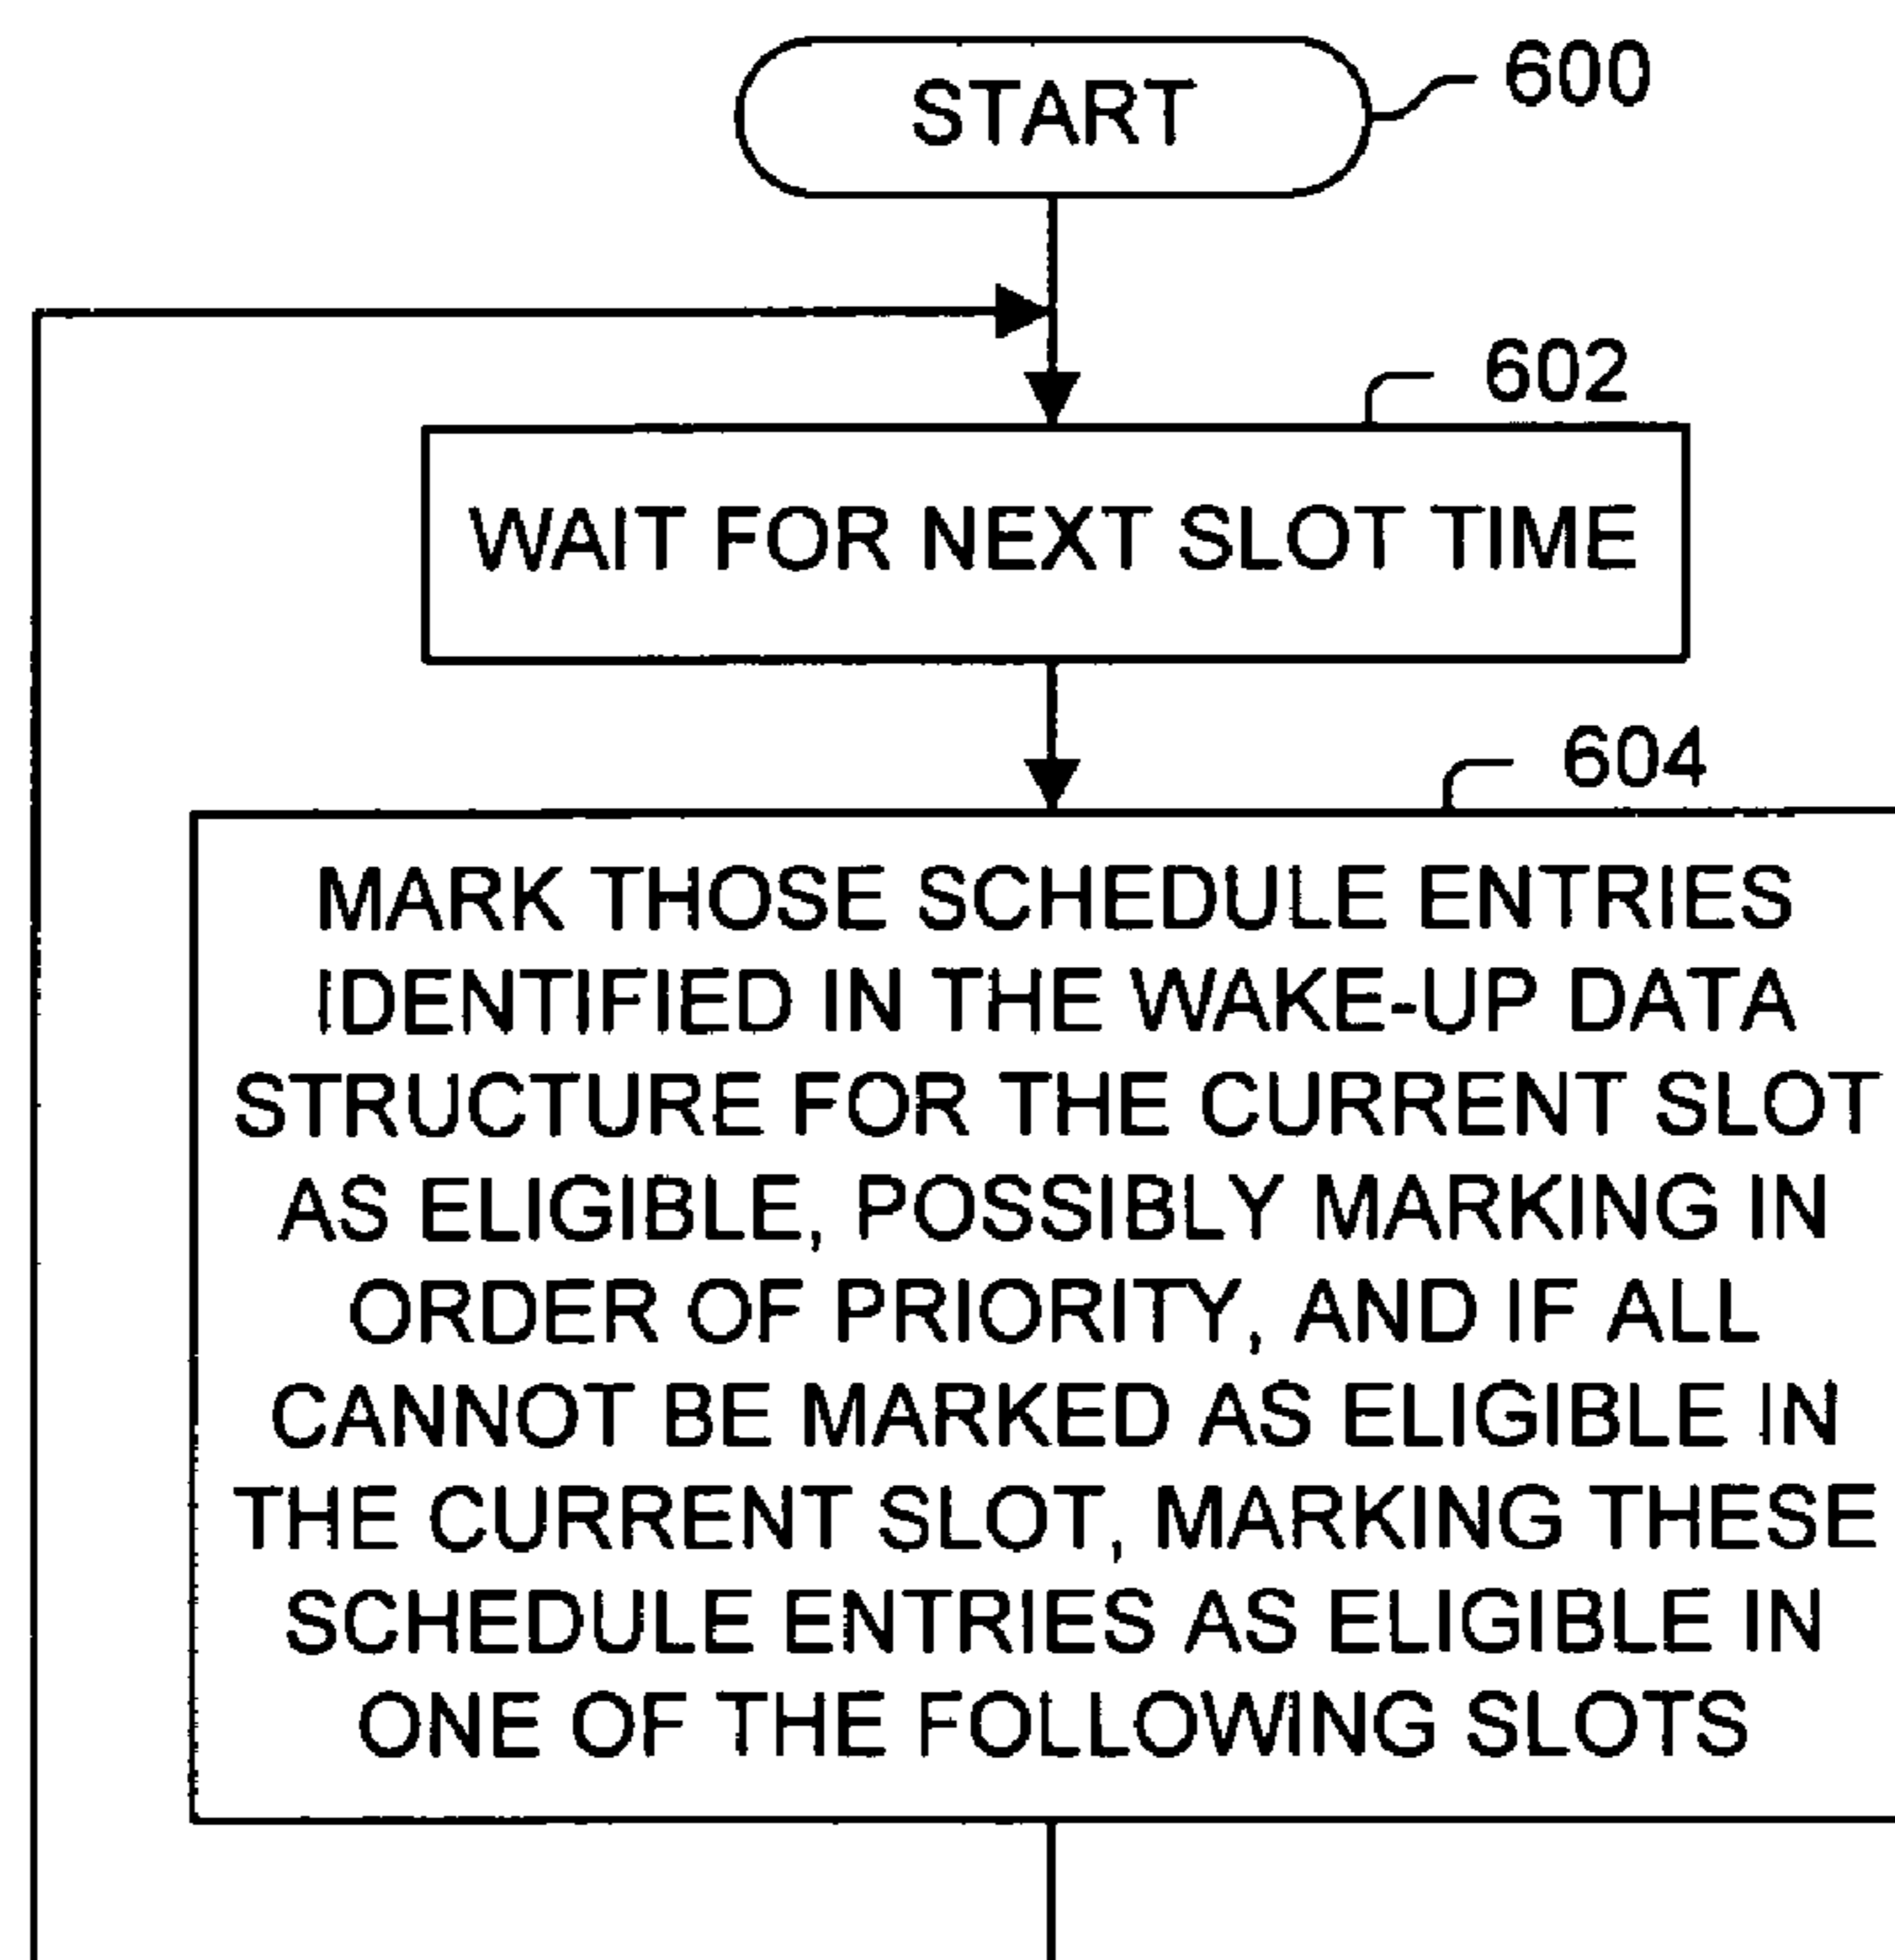 START
600
602
WAIT FOR NEXT SLOT TIME
604
MARK THOSE SCHEDULE ENTRIES
IDENTIFIED IN THE WAKE-UP DATA
STRUCTURE FOR THE CURRENT SLOT
AS ELIGIBLE, POSSIBLY MARKING IN
ORDER OF PRIORITY, AND IF ALL
CANNOT BE MARKED AS ELIGIBLE IN
THE CURRENT SLOT, MARKING THESE
SCHEDULE ENTRIES AS ELIGIBLE IN
ONE OF THE FOLLOWING SLOTS